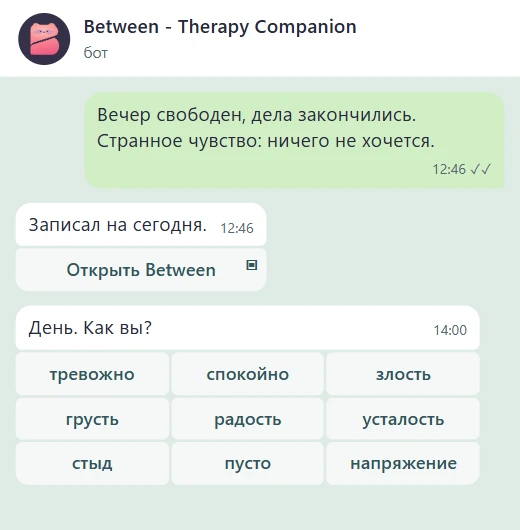 Between - Therapy Companion
бот
Вечер свободен, дела закончились.
Странное чувство: ничего не хочется.
12:46
Записал на сегодня. 12:46
Открыть Between
День. Как вы? 14:00
тревожно спокойно злость
грусть радость усталость
стыд пусто напряжение